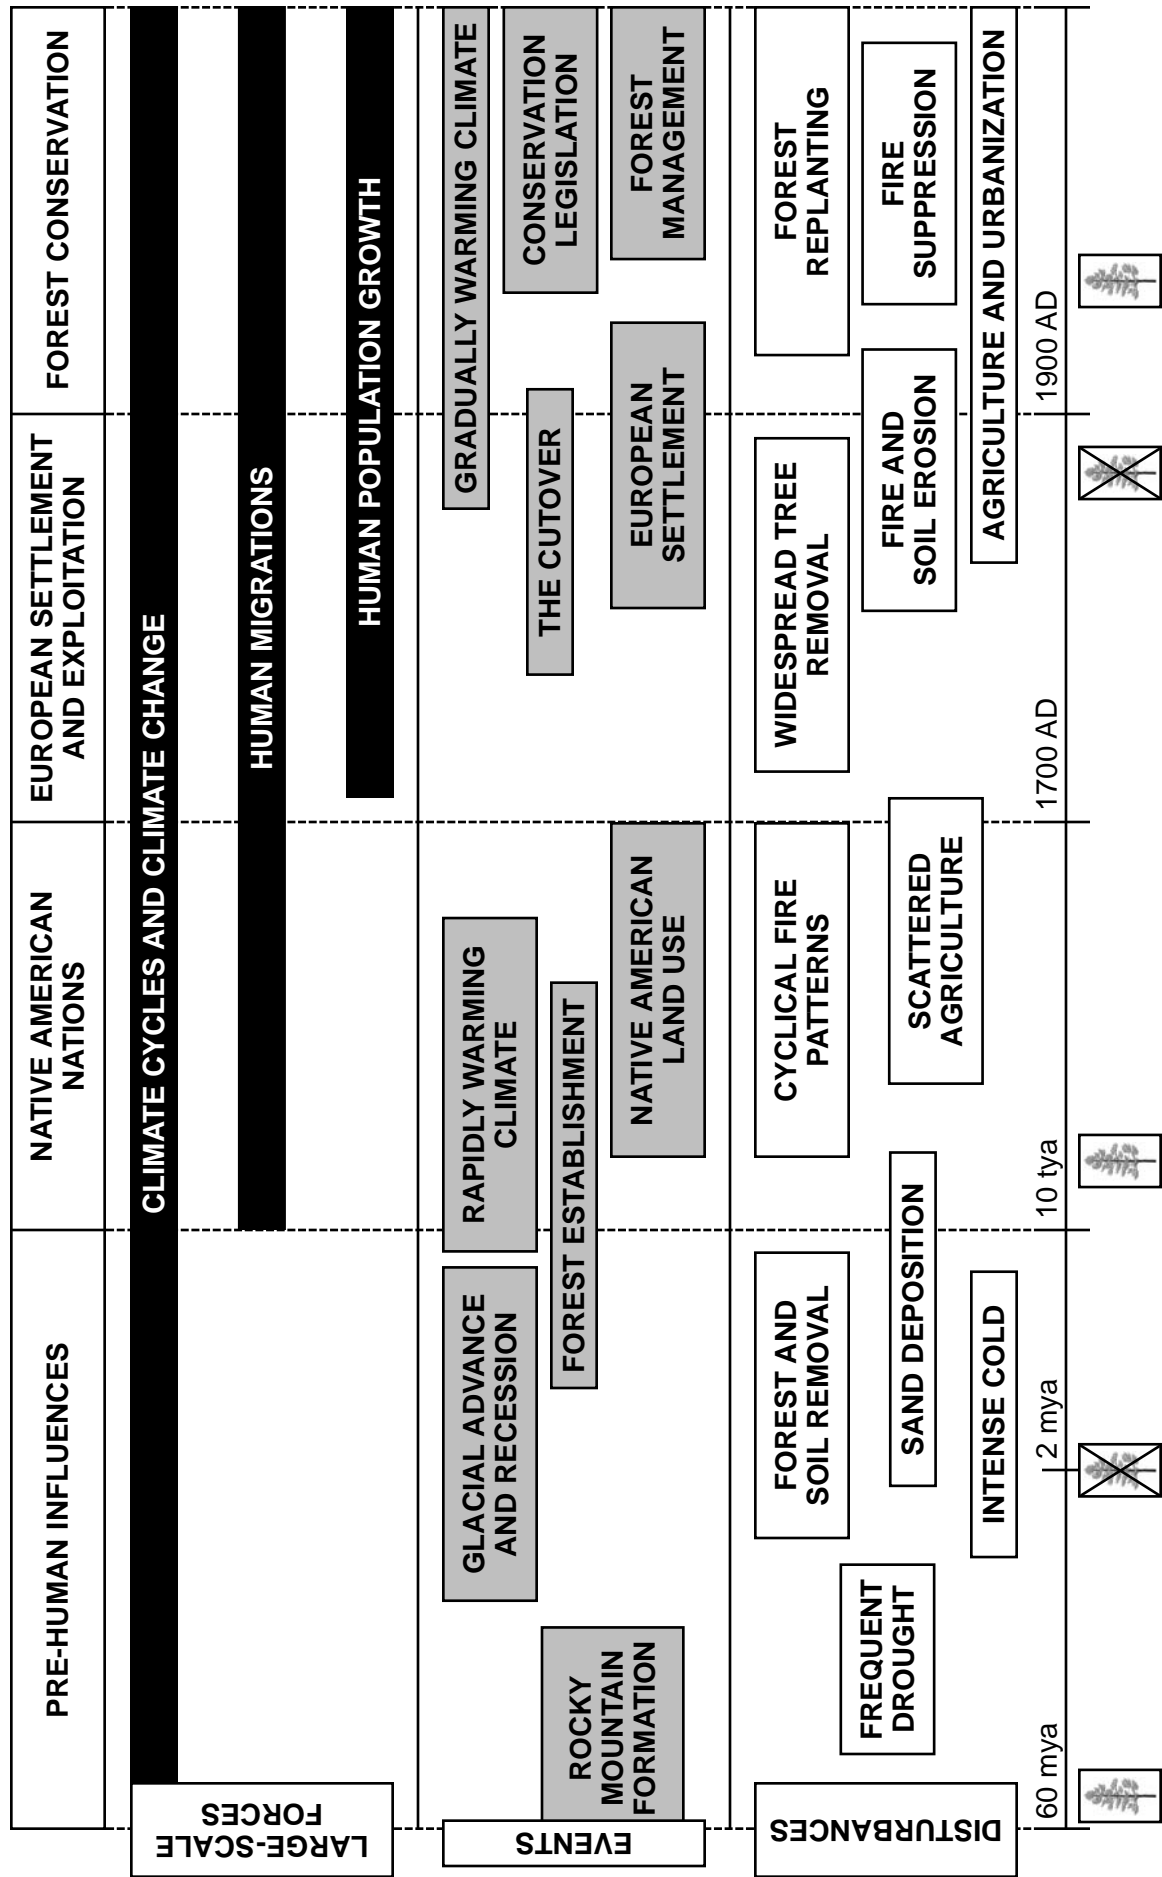 PRE-HUMAN INFLUENCES
NATIVE AMERICAN
NATIONS
EUROPEAN SETTLEMENT
AND EXPLOITATION
FOREST CONSERVATION
LARGE-SCALE
FORCES
CLIMATE CYCLES AND CLIMATE CHANGE
HUMAN MIGRATIONS
HUMAN POPULATION GROWTH
EVENTS
ROCKY
MOUNTAIN
FORMATION
GLACIAL ADVANCE
AND RECESSION
FOREST ESTABLISHMENT
RAPIDLY WARMING
CLIMATE
NATIVE AMERICAN
LAND USE
THE CUTOVER
EUROPEAN
SETTLEMENT
GRADUALLY WARMING CLIMATE
CONSERVATION
LEGISLATION
FOREST
MANAGEMENT
DISTURBANCES
FREQUENT
DROUGHT
FOREST AND
SOIL REMOVAL
SAND DEPOSITION
INTENSE COLD
CYCLICAL FIRE
PATTERNS
SCATTERED
AGRICULTURE
WIDESPREAD TREE
REMOVAL
FIRE AND
SOIL EROSION
FOREST
REPLANTING
FIRE
SUPPRESSION
AGRICULTURE AND URBANIZATION
60 mya
2 mya
10 tya
1700 AD
1900 AD